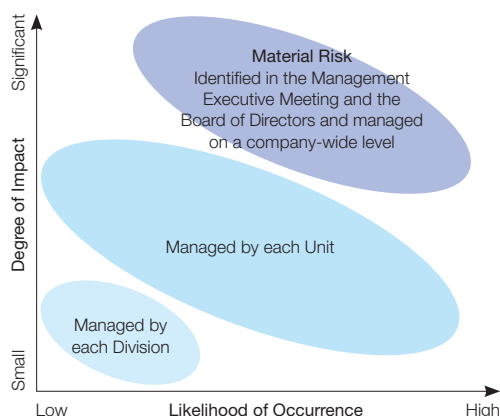 Significant
Degree of Impact
Small
Material Risk
Identified in the Management
Executive Meeting and the
Board of Directors and managed
on a company-wide level
Managed by each Unit
Managed by
each Division
Low
Likelihood of Occurrence
High